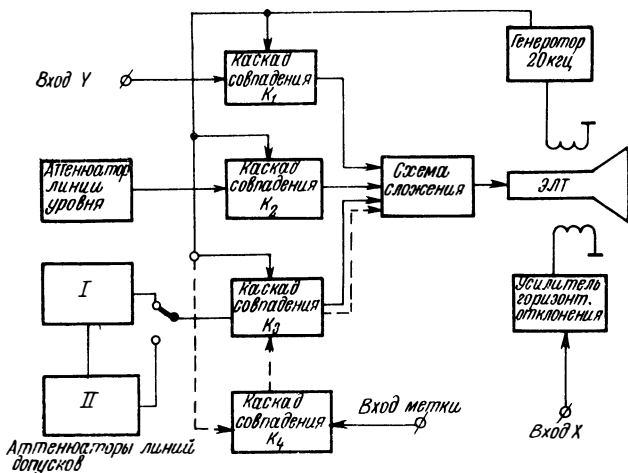 Генератор
20кгц
Каскад
совпадения
K1
Вход Y
Аттенюатор
линии
уровня
Каскад
совпадения
K2
Схема
сложения
ЭЛТ
I
Каскад
совпадения
K3
Усилитель
горизонт.
отклонения
II
Каскад
совпадения
K4
Вход метки
Вход X
Аттенюаторы линий
допусков